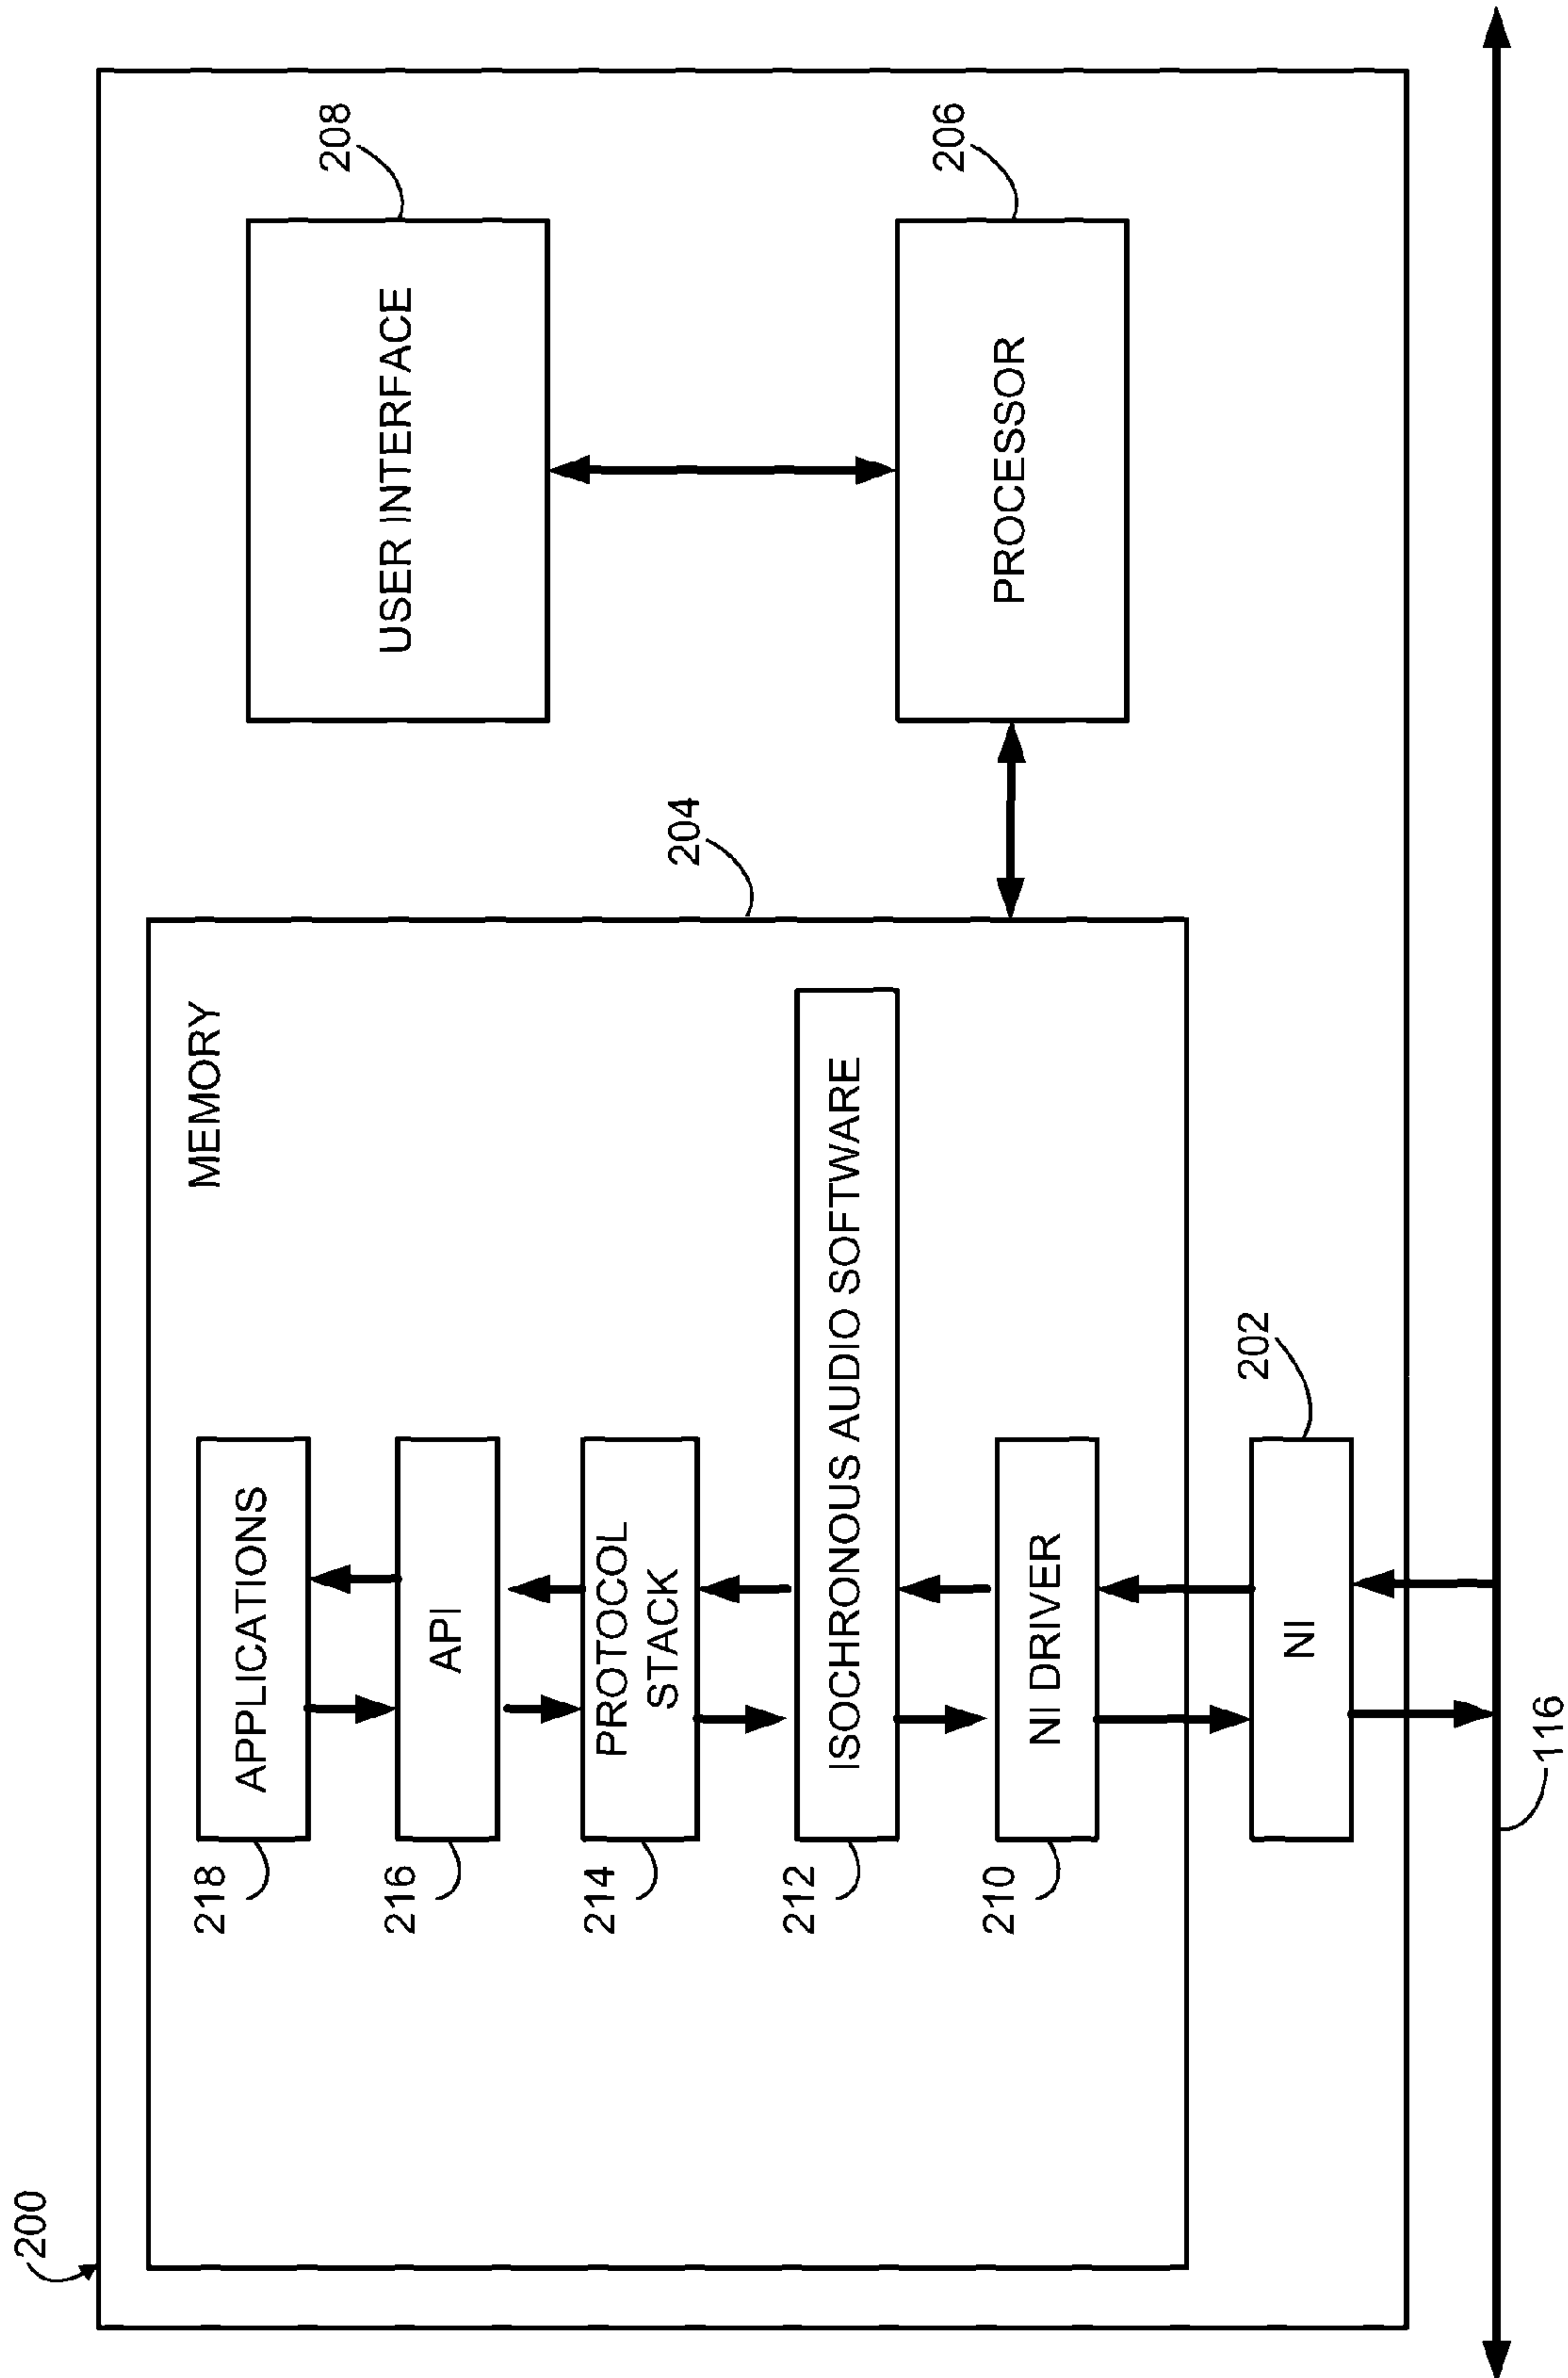 200
MEMORY
204
208
USER INTERFACE
206
PROCESSOR
218
APPLICATIONS
216
API
214
PROTOCOL
STACK
212
ISOCHRONOUS AUDIO SOFTWARE
210
NI DRIVER
202
NI
116